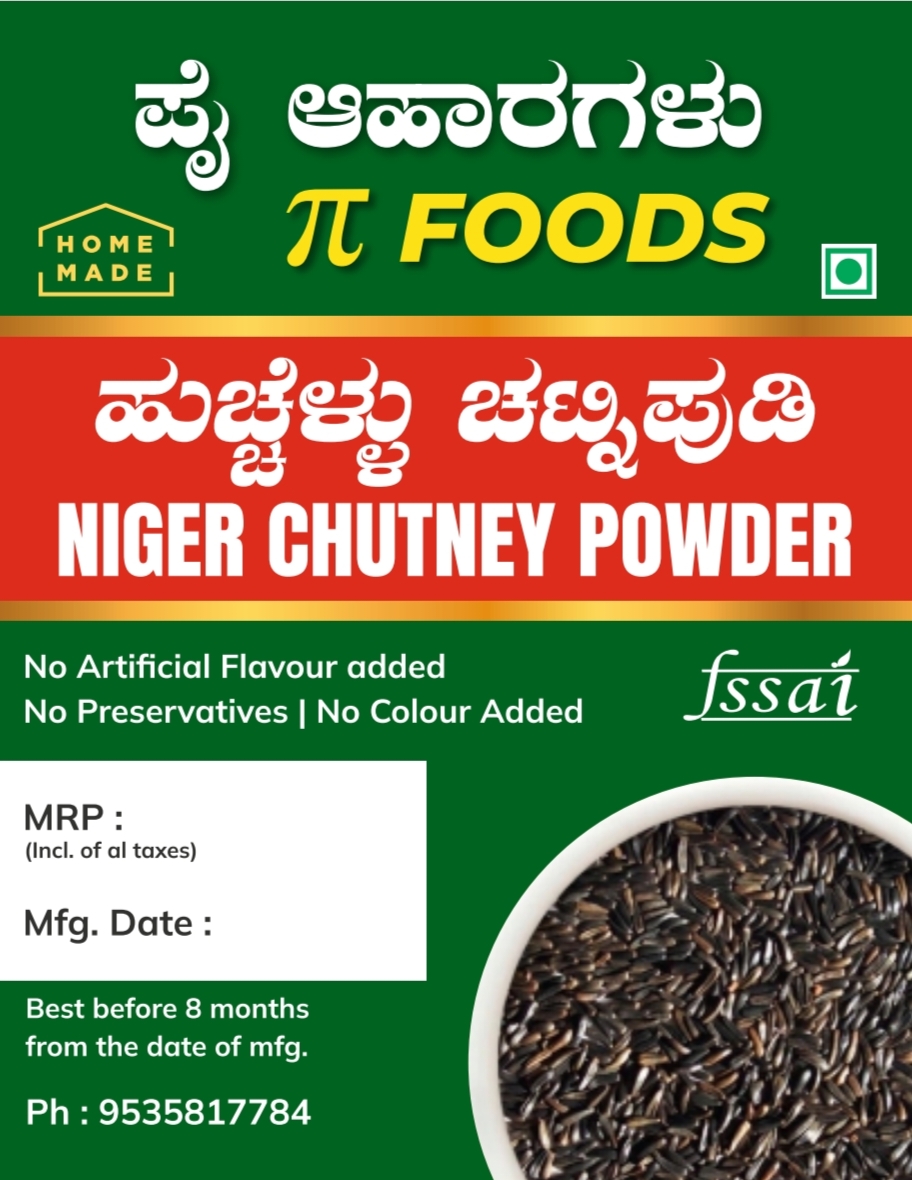 ಪೈ ಆಹಾರಗಳು
π FOODS
HOME
MADE
ಹುಚ್ಚೆಳ್ಳು ಚಟ್ನಿಪುಡಿ
NIGER CHUTNEY POWDER
No Artificial Flavour added
No Preservatives | No Colour Added
fssai
MRP :
(Incl. of al taxes)
Mfg. Date :
Best before 8 months
from the date of mfg.
Ph : 9535817784